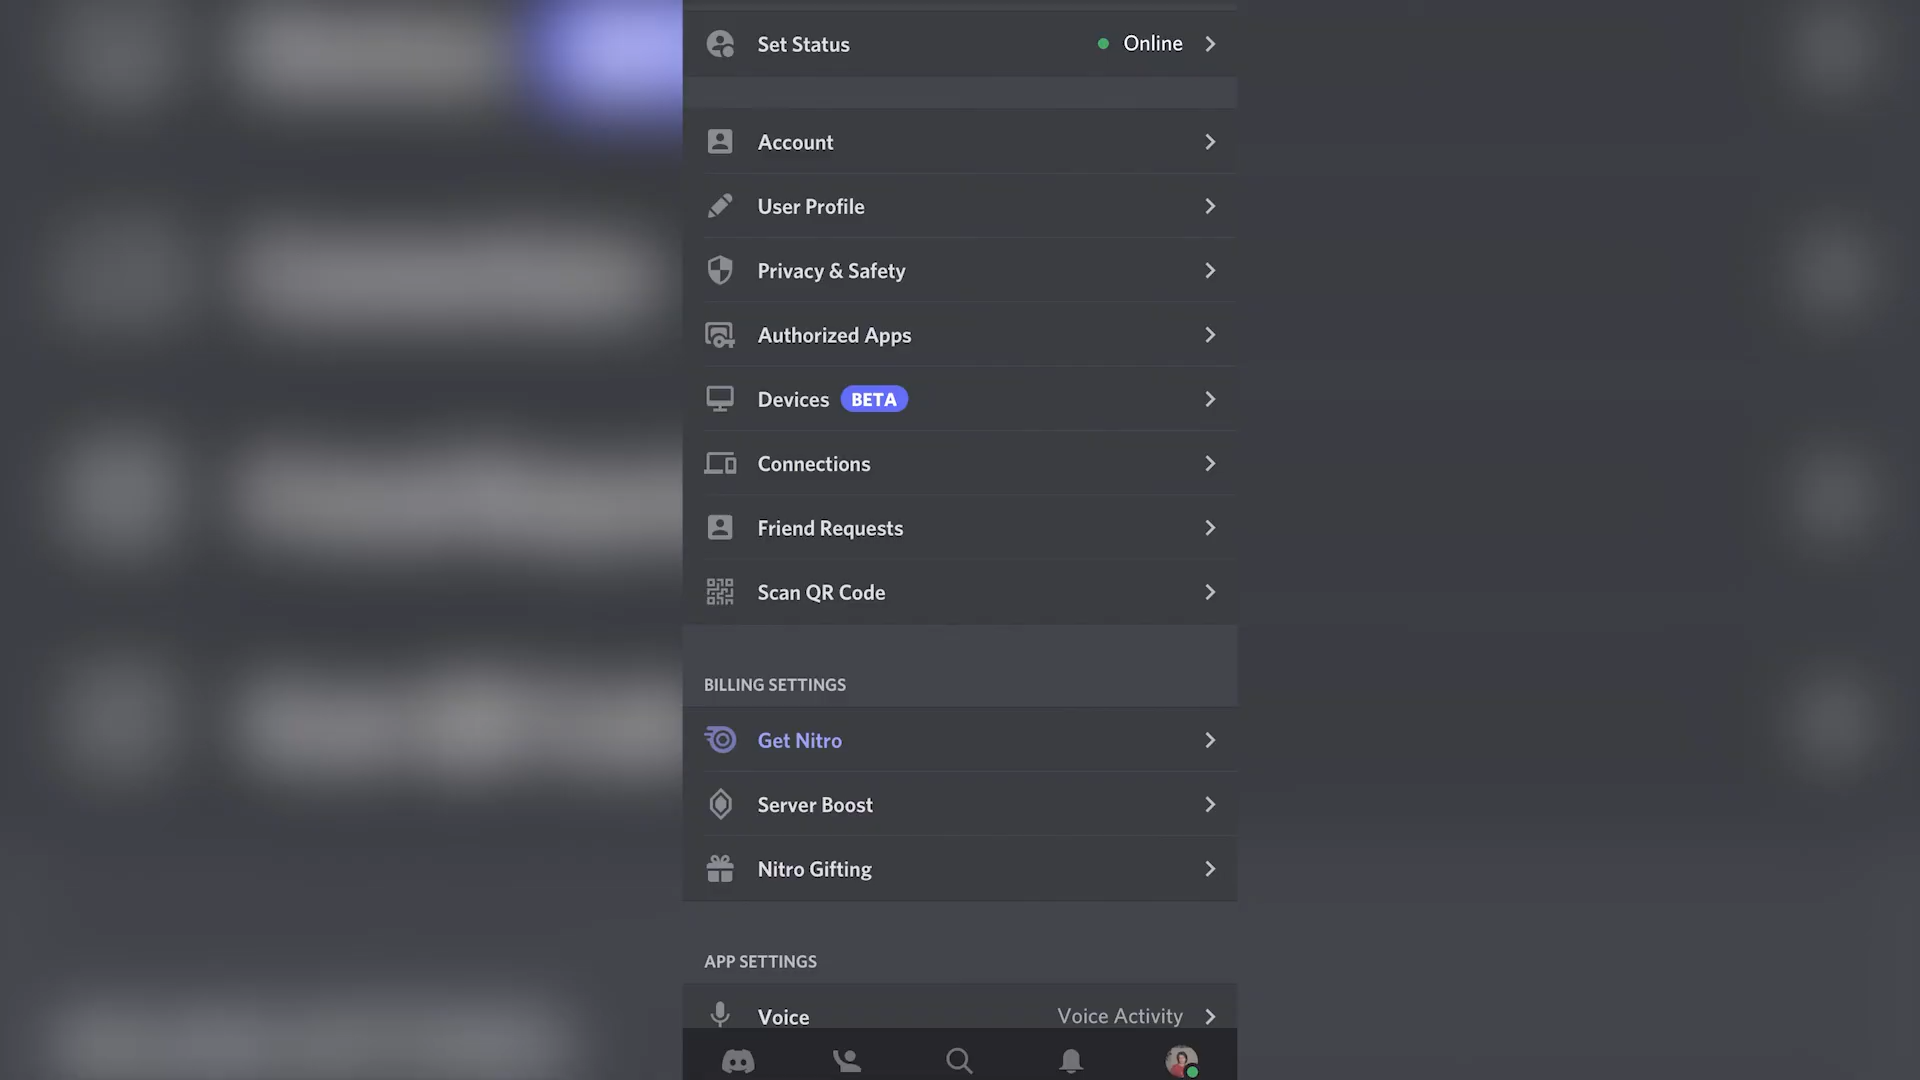 Set Status Online
Account
User Profile
Privacy & Safety
Authorized Apps
Devices BETA
Connections
Friend Requests
Scan QR Code
BILLING SETTINGS
Get Nitro
Server Boost
Nitro Gifting
APP SETTINGS
Voice Voice Activity